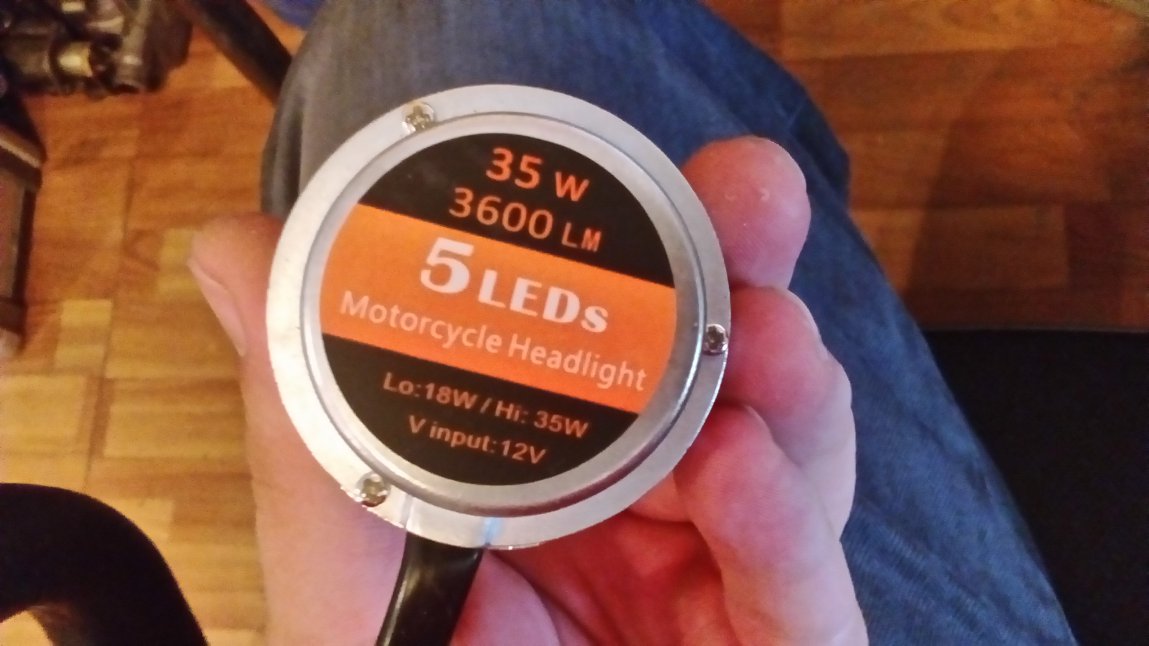 35 W
3600 LM
5 LEDs
Motorcycle Headlight
Lo:18W / Hi: 35W
V input:12V